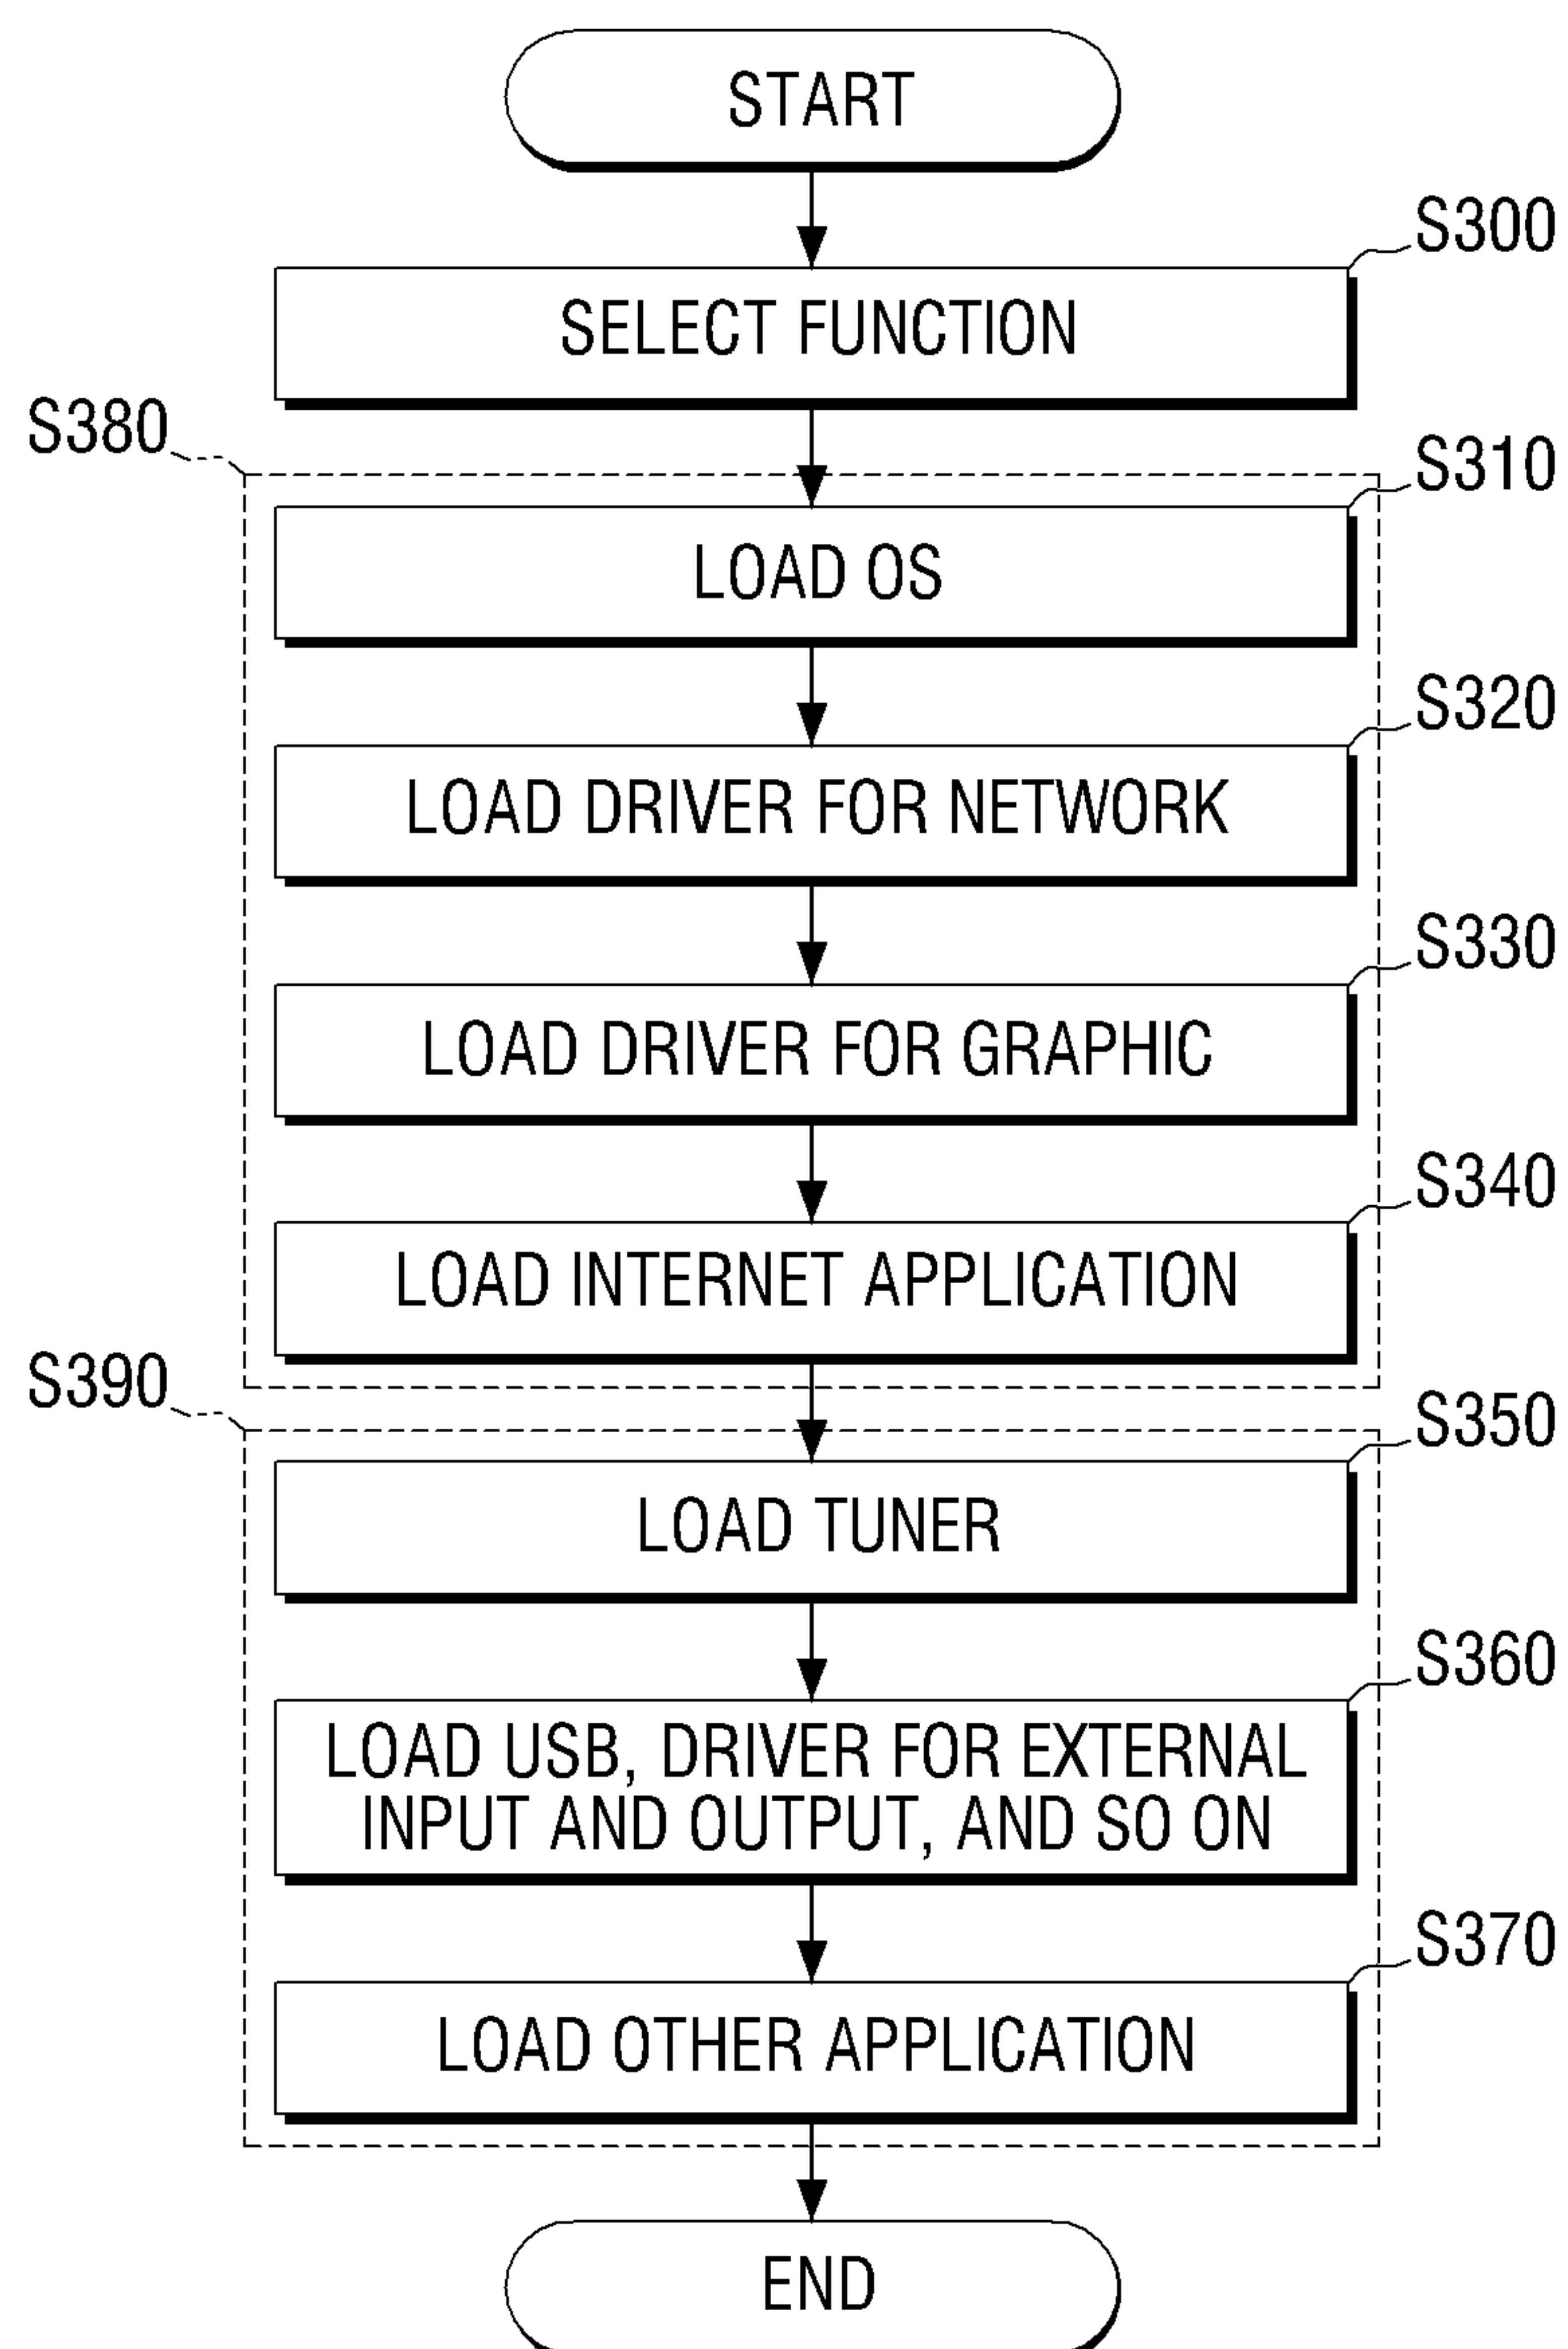 START
S300
SELECT FUNCTION
S380
S310
LOAD OS
S320
LOAD DRIVER FOR NETWORK
S330
LOAD DRIVER FOR GRAPHIC
S340
LOAD INTERNET APPLICATION
S390
S350
LOAD TUNER
S360
LOAD USB, DRIVER FOR EXTERNAL
INPUT AND OUTPUT, AND SO ON
S370
LOAD OTHER APPLICATION
END